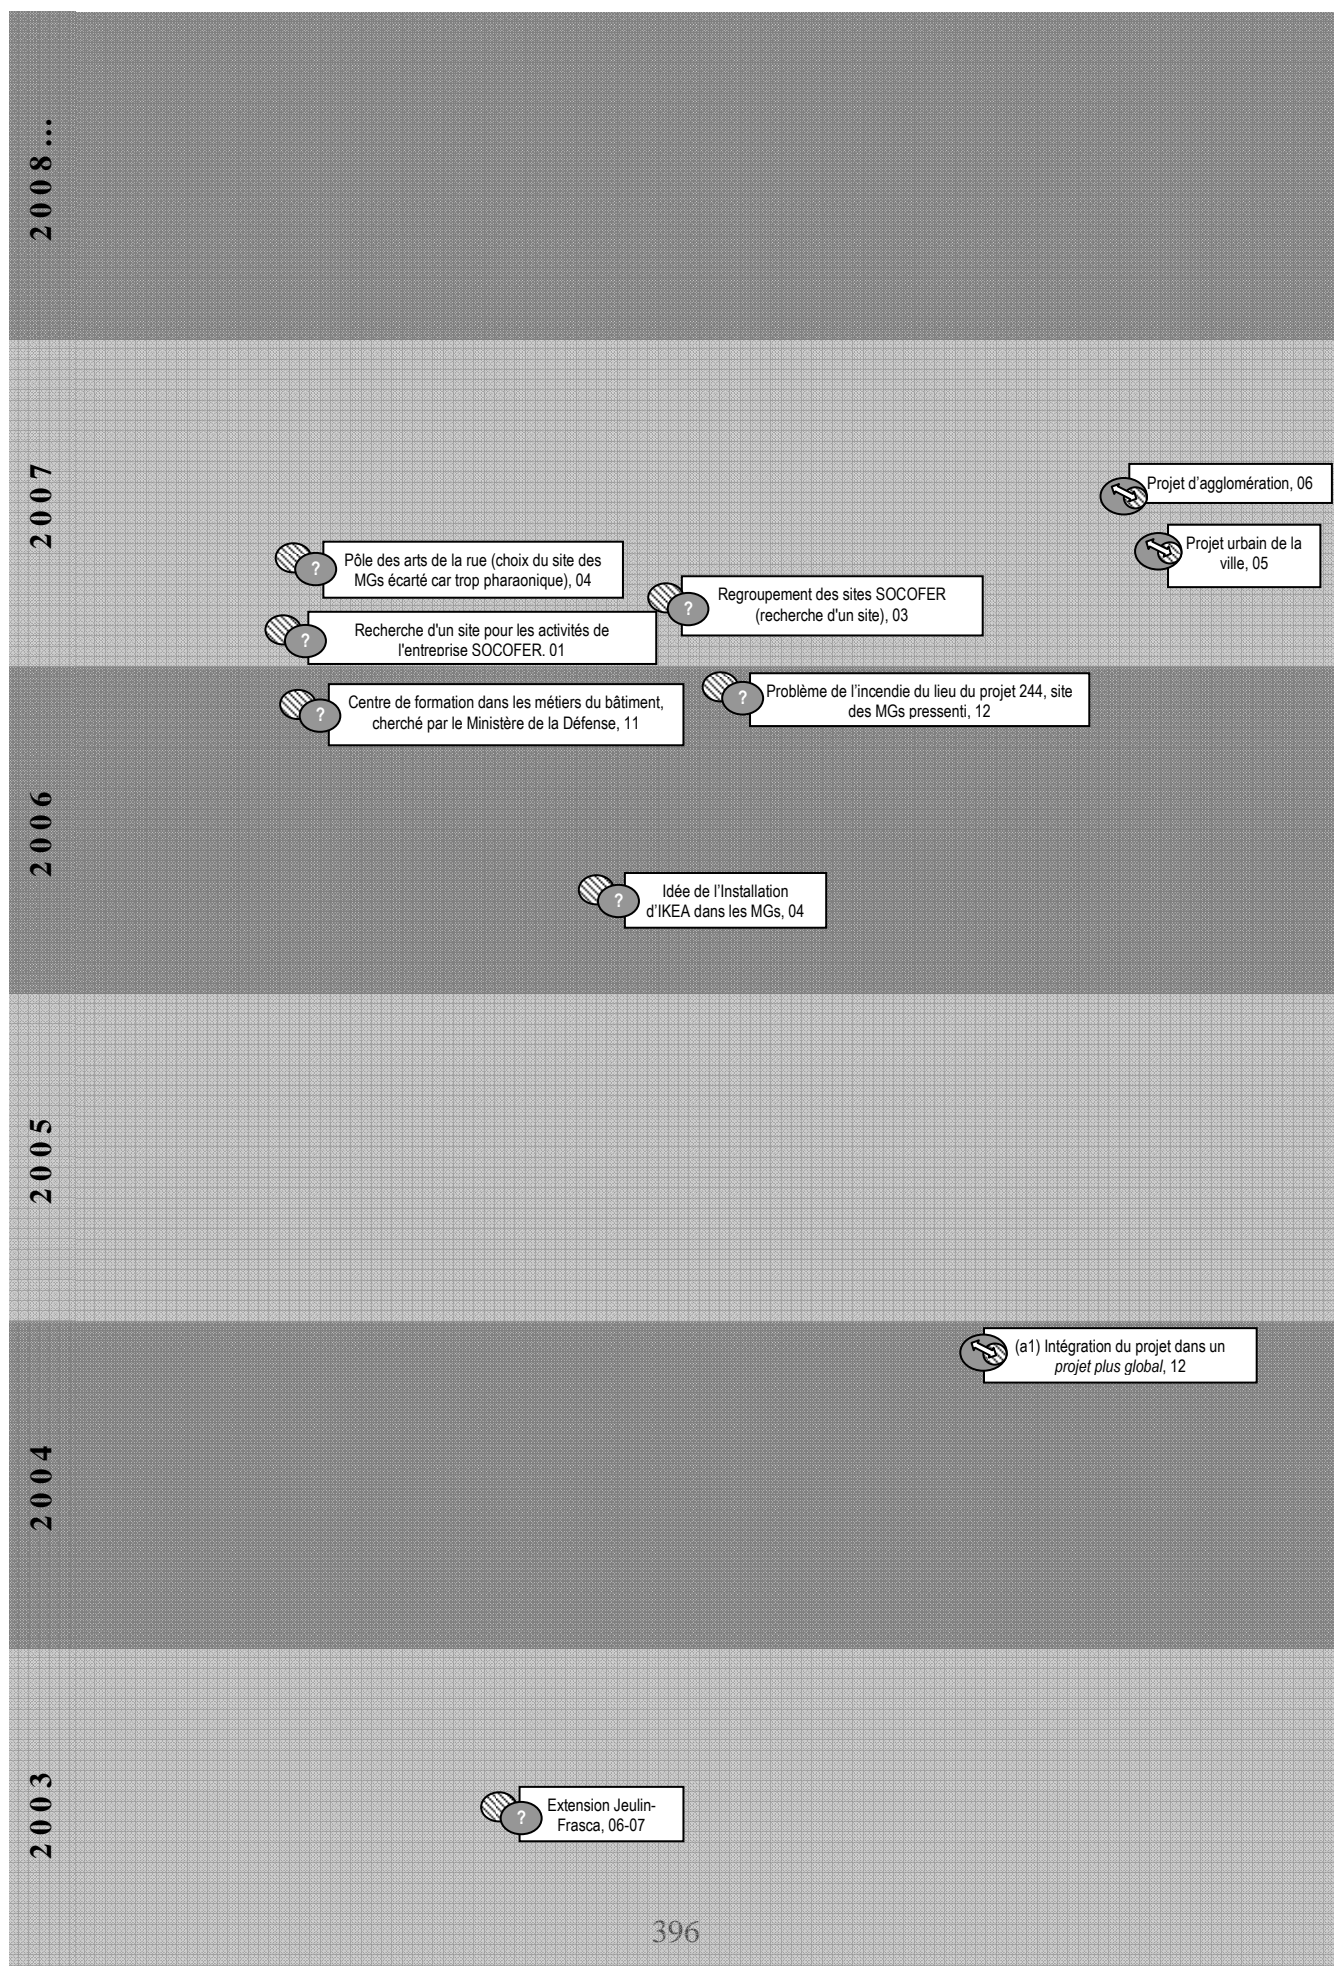 2008...
2007
Projet d'agglomération, 06
Projet urbain de la
ville, 05
?
Pôle des arts de la rue (choix du site des
MGs écarté car trop pharaonique), 04
?
Regroupement des sites SOCOFER
(recherche d'un site), 03
?
Recherche d'un site pour les activités de
l'entreprise SOCOFER. 01
2006
?
Problème de l’incendie du lieu du projet 244, site
des MGs pressenti, 12
?
Centre de formation dans les métiers du bâtiment,
cherché par le Ministère de la Défense, 11
?
Idée de l’Installation
d’IKEA dans les MGs, 04
2005
2004
(a1) Intégration du projet dans un
projet plus global, 12
2003
?
Extension Jeulin-
Frasca, 06-07
396